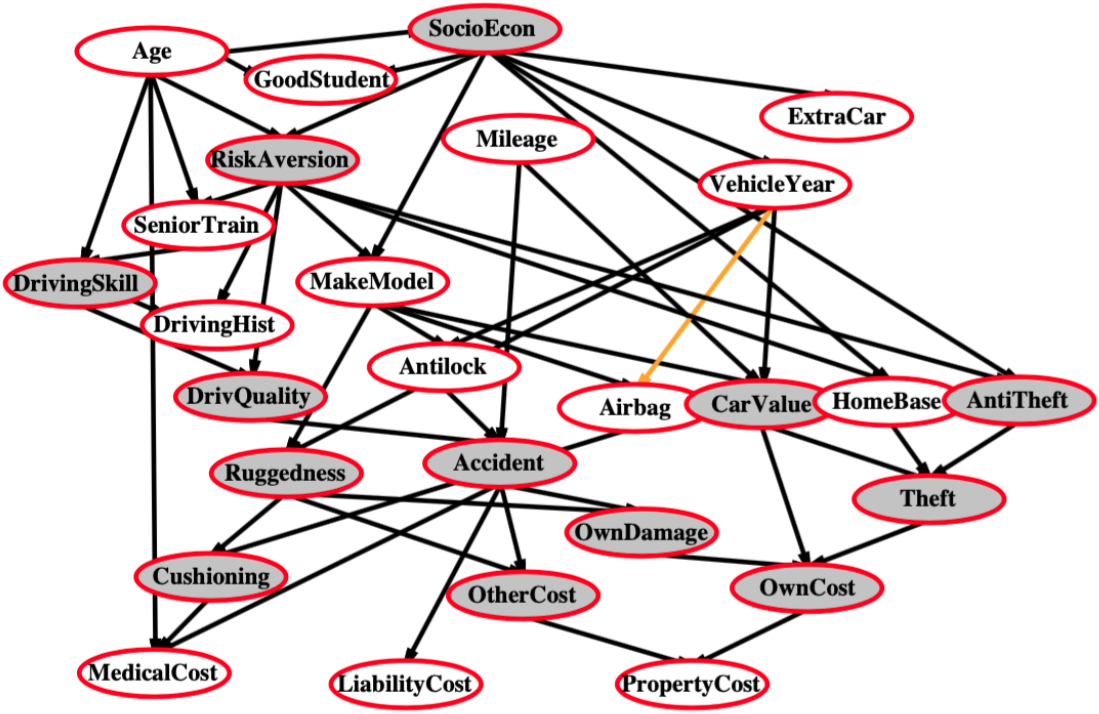 SocioEcon
Age
GoodStudent
ExtraCar
Mileage
RiskAversion
VehicleYear
SeniorTrain
DrivingSkill
MakeModel
DrivingHist
Antilock
DrivQuality
Airbag
CarValue
HomeBase
AntiTheft
Accident
Ruggedness
Theft
OwnDamage
Cushioning
OtherCost
OwnCost
MedicalCost
LiabilityCost
PropertyCost